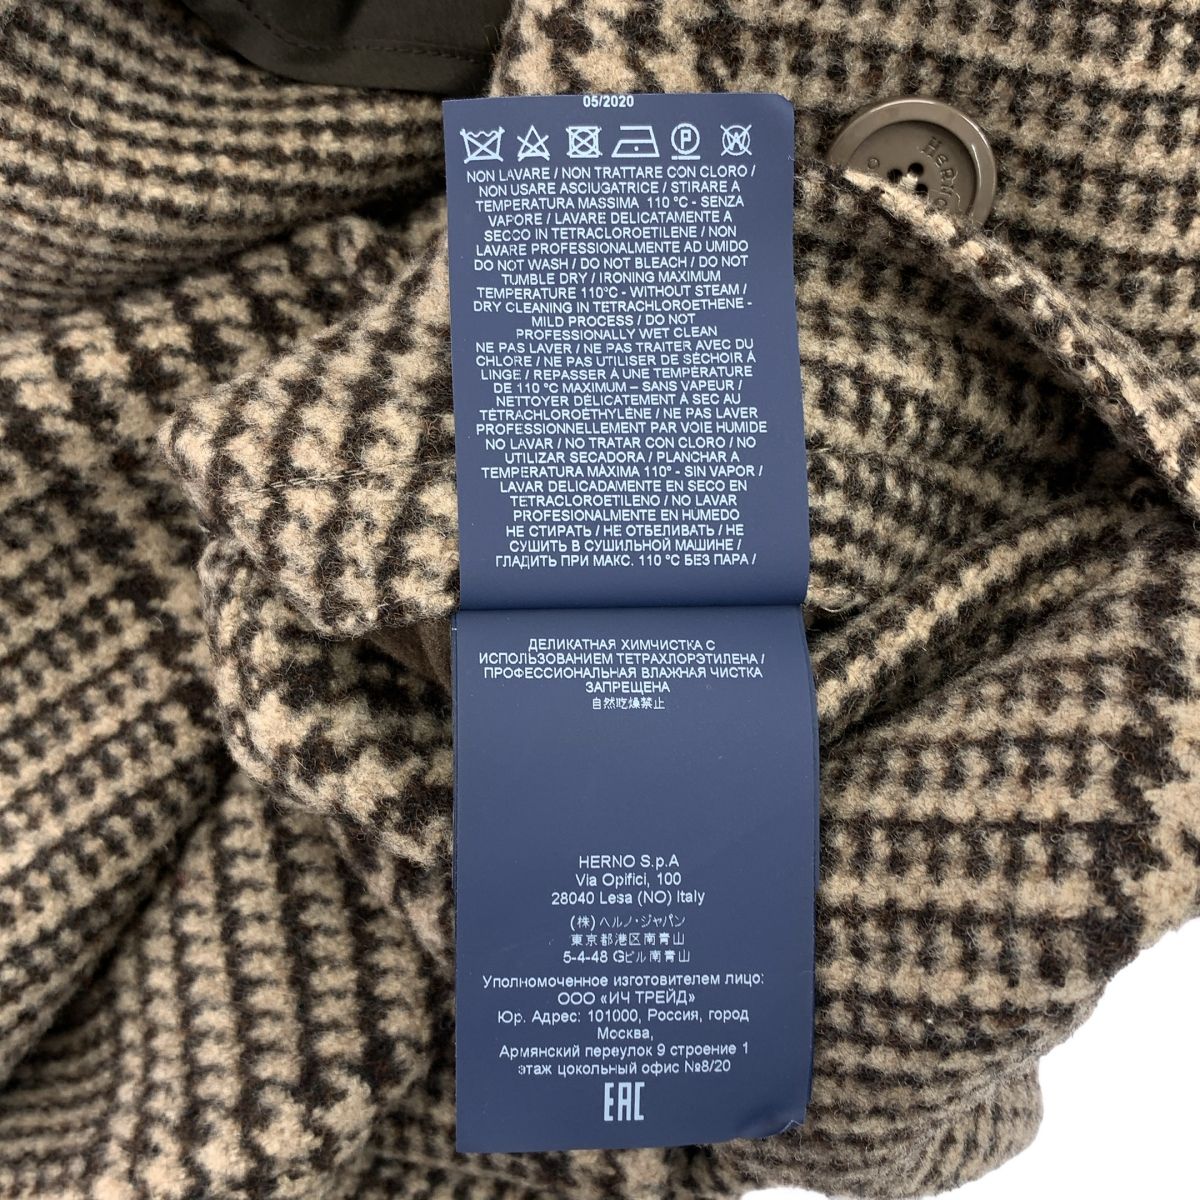 05/2020
NON LAVARE / NON TRATTARE CON CLORO /
NON USARE ASCIUGATRICE / STIRARE A
TEMPERATURA MASSIMA 110 °C - SENZA
VAPORE / LAVARE DELICATAMENTE A
SECCO IN TETRACLOROETILENE / NON
LAVARE PROFESSIONALMENTE AD UMIDO
DO NOT WASH / DO NOT BLEACH / DO NOT
TUMBLE DRY / IRONING MAXIMUM
TEMPERATURE 110°C - WITHOUT STEAM /
DRY CLEANING IN TETRACHLOROETHENE -
MILD PROCESS / DO NOT
PROFESSIONALLY WET CLEAN
NE PAS LAVER / NE PAS TRAITER AVEC DU
CHLORE / NE PAS UTILISER DE SÉCHOIR À
LINGE / REPASSER À UNE TEMPÉRATURE
DE 110 °C MAXIMUM – SANS VAPEUR /
NETTOYER DÉLICATEMENT À SEC AU
TÉTRACHLOROÉTHYLÈNE / NE PAS LAVER
PROFESSIONNELLEMENT PAR VOIE HUMIDE
NO LAVAR / NO TRATAR CON CLORO / NO
UTILIZAR SECADORA / PLANCHAR A
TEMPERATURA MÁXIMA 110° - SIN VAPOR /
LAVAR DELICADAMENTE EN SECO EN
TETRACLOROETILENO / NO LAVAR
PROFESIONALMENTE EN HÚMEDO
НЕ СТИРАТЬ / НЕ ОТБЕЛИВАТЬ / НЕ
СУШИТЬ В СУШИЛЬНОЙ МАШИНЕ /
ГЛАДИТЬ ПРИ МАКС. 110 °C БЕЗ ПАРА /
ДЕЛИКАТНАЯ ХИМЧИСТКА С
ИСПОЛЬЗОВАНИЕМ ТЕТРАХЛОРЭТИЛЕНА /
ПРОФЕССИОНАЛЬНАЯ ВЛАЖНАЯ ЧИСТКА
ЗАПРЕЩЕНА
自然乾燥禁止
HERNO S.p.A
Via Opifici, 100
28040 Lesa (NO) Italy
(株) ヘルノ・ジャパン
東京都港区南青山
5-4-48 Gビル南青山
Уполномоченное изготовителем лицо:
ООО «ИЧ ТРЕЙД»
Юр. Адрес: 101000, Россия, город
Москва,
Армянский переулок 9 строение 1
этаж цокольный офис №8/20
EAC